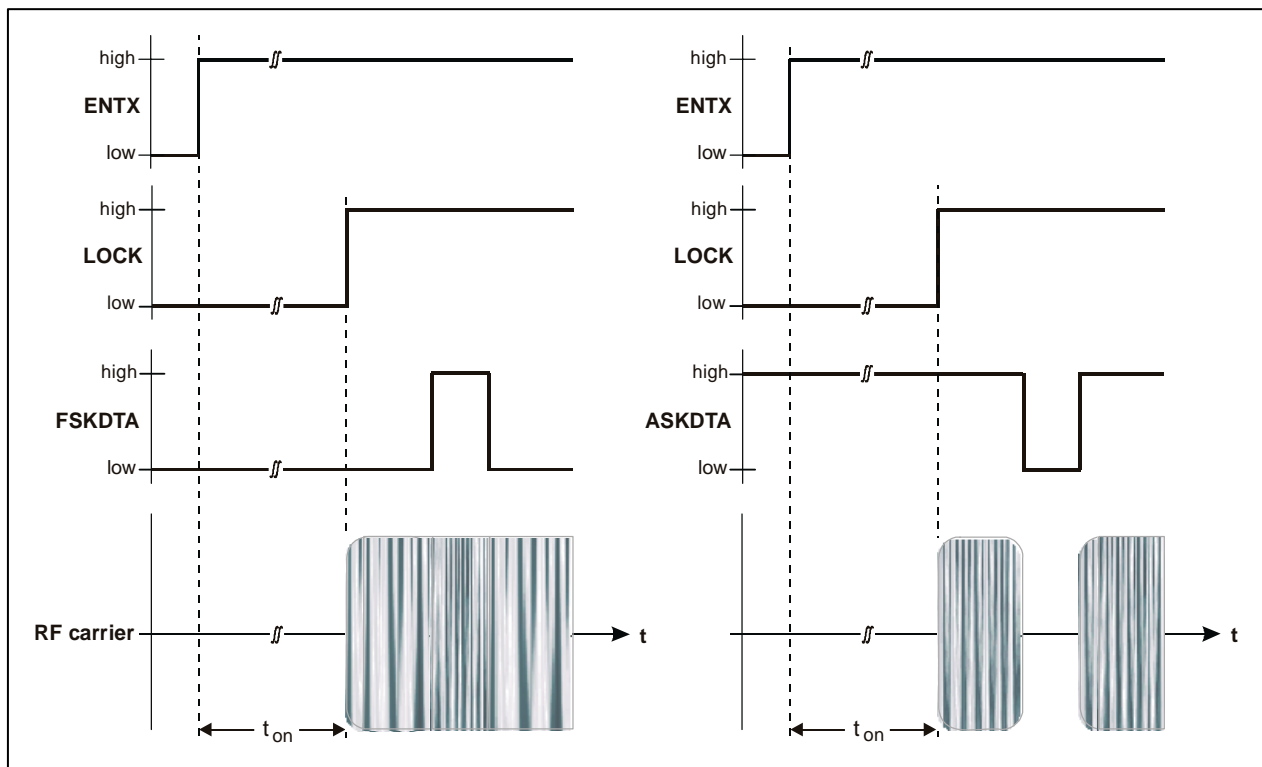 high
ENTX
low
high
LOCK
low
high
FSKDTA
low
RF carrier
t
t on
high
ENTX
low
high
LOCK
low
high
ASKDTA
low
t
t on